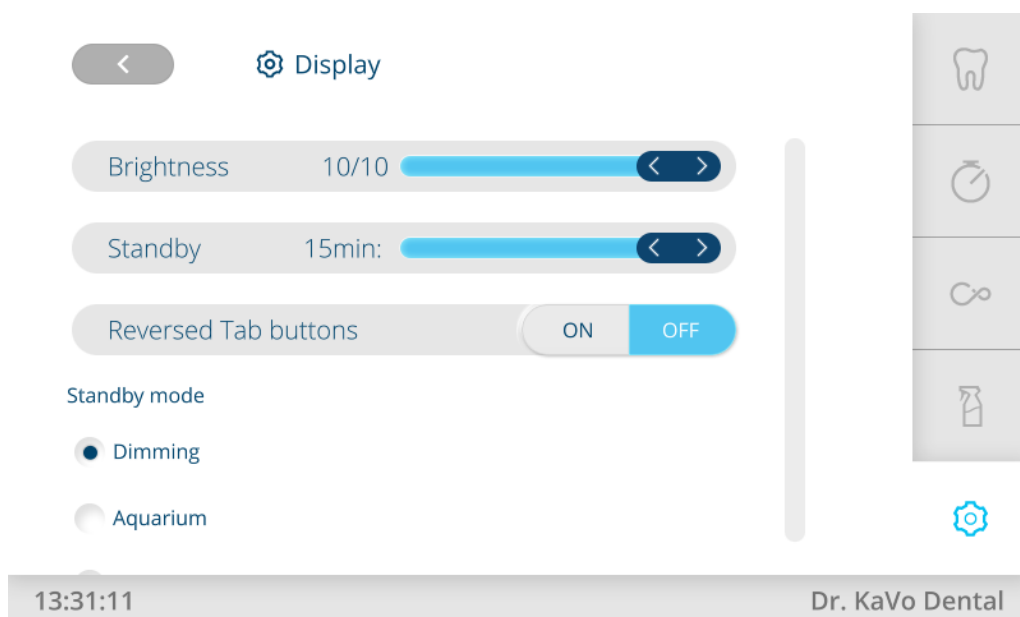 Display
Brightness 10/10
Standby 15min:
Reversed Tab buttons ON OFF
Standby mode
Dimming
Aquarium
13:31:11 Dr. KaVo Dental